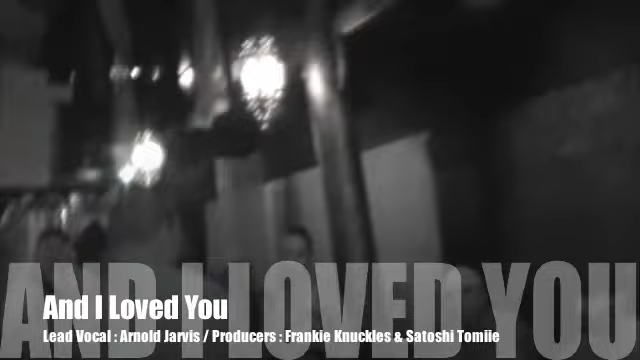 AND I LOVED YOU
And I Loved You
Lead Vocal : Arnold Jarvis / Producers : Frankie Knuckles & Satoshi Tomiie